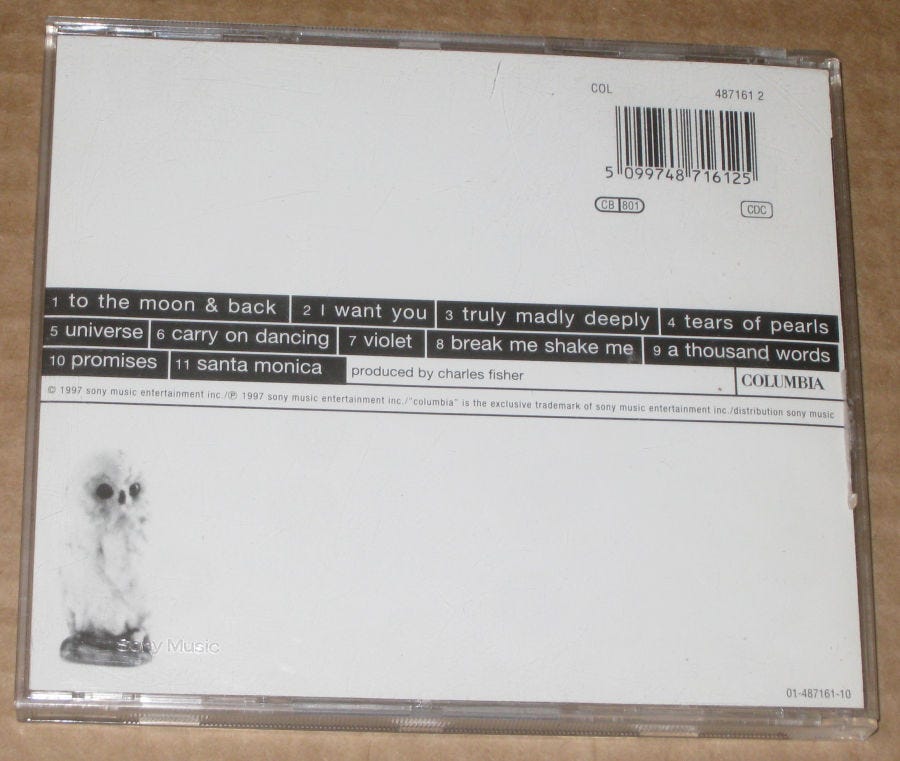 COL 487161 2
5 099748 716125
CB 801 CDC
1 to the moon & back 2 I want you 3 truly madly deeply 4 tears of pearls
5 universe 6 carry on dancing 7 violet 8 break me shake me 9 a thousand words
10 promises 11 santa monica produced by charles fisher COLUMBIA
© 1997 sony music entertainment inc./℗ 1997 sony music entertainment inc./"columbia" is the exclusive trademark of sony music entertainment inc./distribution sony music
Sony Music
01-487161-10